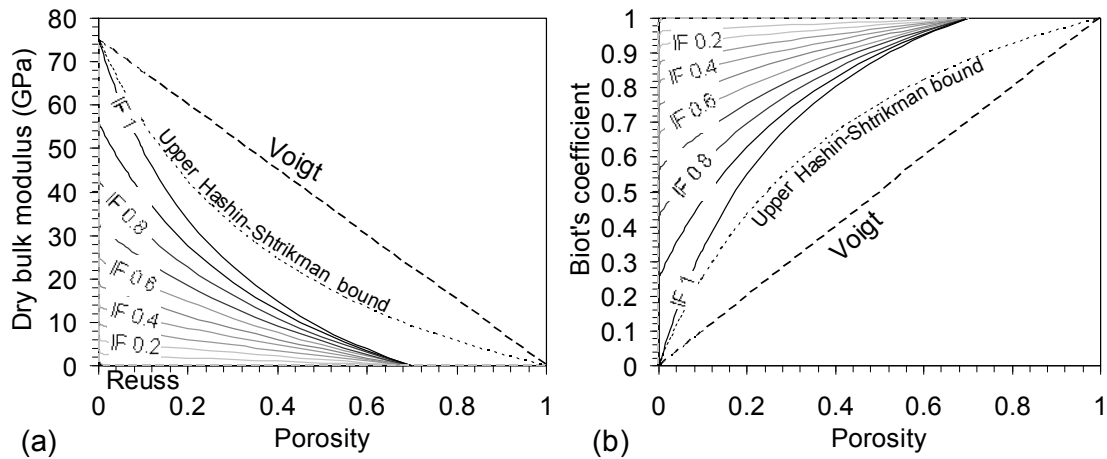 (a)
Dry bulk modulus (GPa)
80
70
60
50
40
30
20
10
0
IF 1
IF 0.8
IF 0.6
IF 0.4
IF 0.2
Voigt
Upper Hashin-Shtrikman bound
Reuss
0
0.2
0.4
0.6
0.8
1
Porosity
(b)
Biot's coefficient
1
0.9
0.8
0.7
0.6
0.5
0.4
0.3
0.2
0.1
0
IF 0.2
IF 0.4
IF 0.6
IF 0.8
IF 1
Upper Hashin-Shtrikman bound
Voigt
0
0.2
0.4
0.6
0.8
1
Porosity